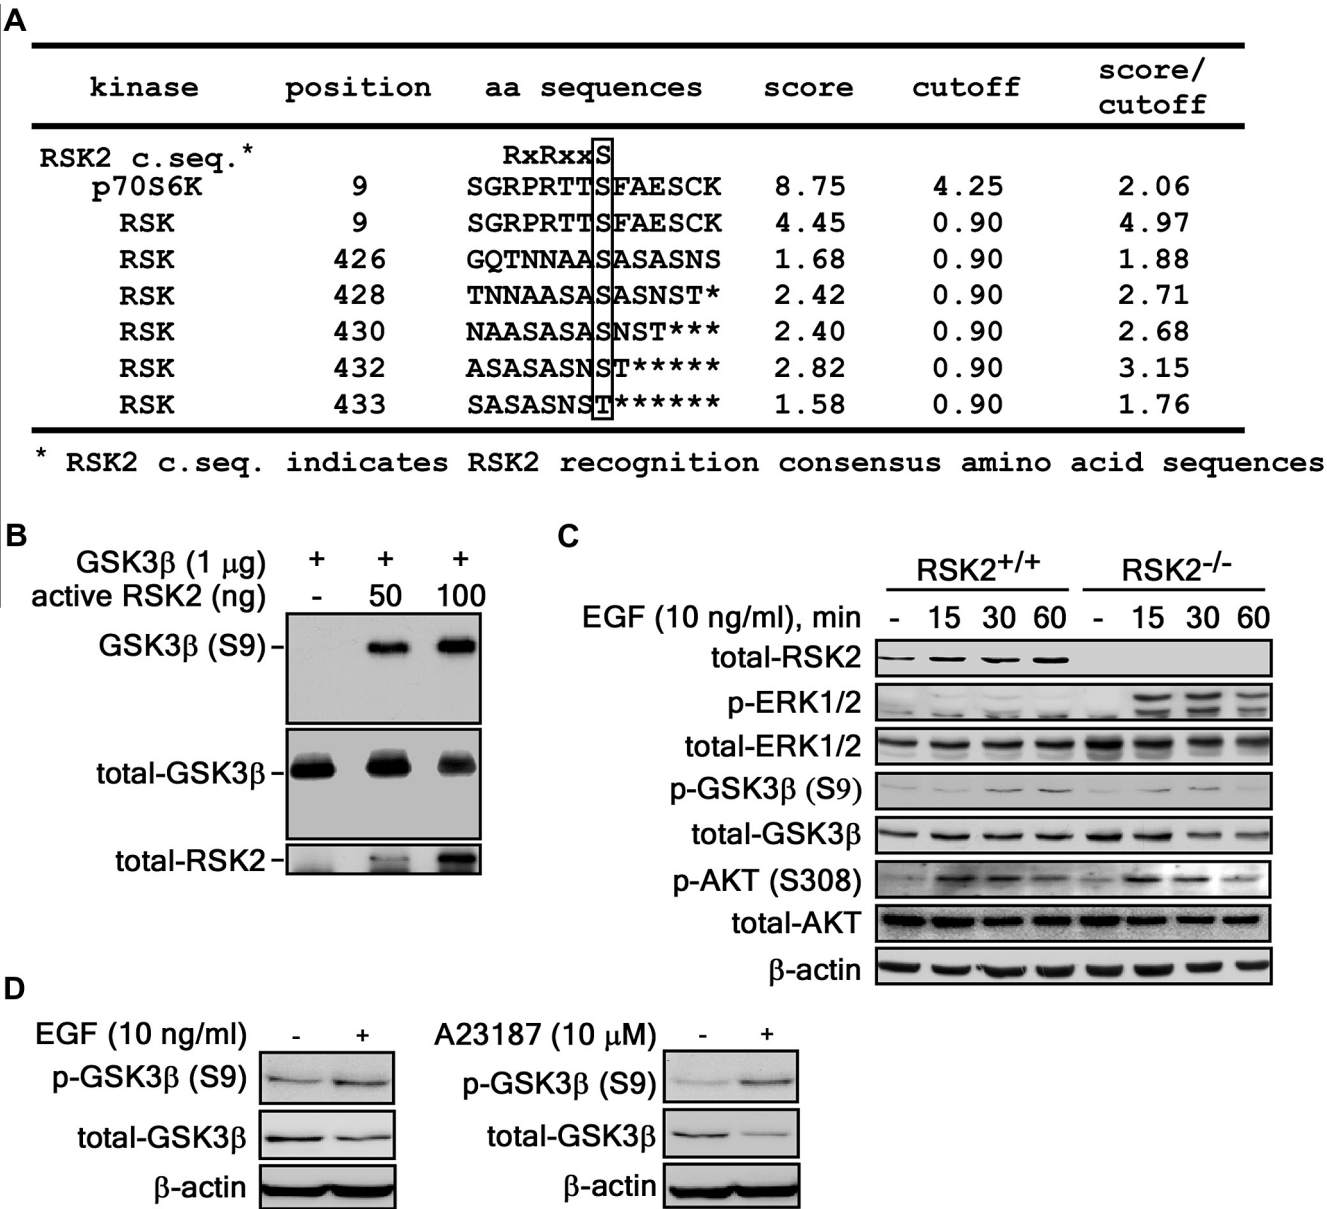 A
kinase position aa sequences score cutoff score/
cutoff
RSK2 c.seq.* RxRxxS
p70S6K 9 SGRPRTTSFAESCK 8.75 4.25 2.06
RSK 9 SGRPRTTSFAESCK 4.45 0.90 4.97
RSK 426 GQTNNAASASASNS 1.68 0.90 1.88
RSK 428 TNNAASASASNST* 2.42 0.90 2.71
RSK 430 NAASASASNST*** 2.40 0.90 2.68
RSK 432 ASASASNST***** 2.82 0.90 3.15
RSK 433 SASASNST****** 1.58 0.90 1.76
* RSK2 c.seq. indicates RSK2 recognition consensus amino acid sequences
B
GSK3β (1 μg) + + +
active RSK2 (ng) - 50 100
GSK3β (S9)
total-GSK3β
total-RSK2
C
RSK2+/+ RSK2-/-
EGF (10 ng/ml), min - 15 30 60 - 15 30 60
total-RSK2
p-ERK1/2
total-ERK1/2
p-GSK3β (S9)
total-GSK3β
p-AKT (S308)
total-AKT
β-actin
D
EGF (10 ng/ml) - +
p-GSK3β (S9)
total-GSK3β
β-actin
A23187 (10 μM) - +
p-GSK3β (S9)
total-GSK3β
β-actin